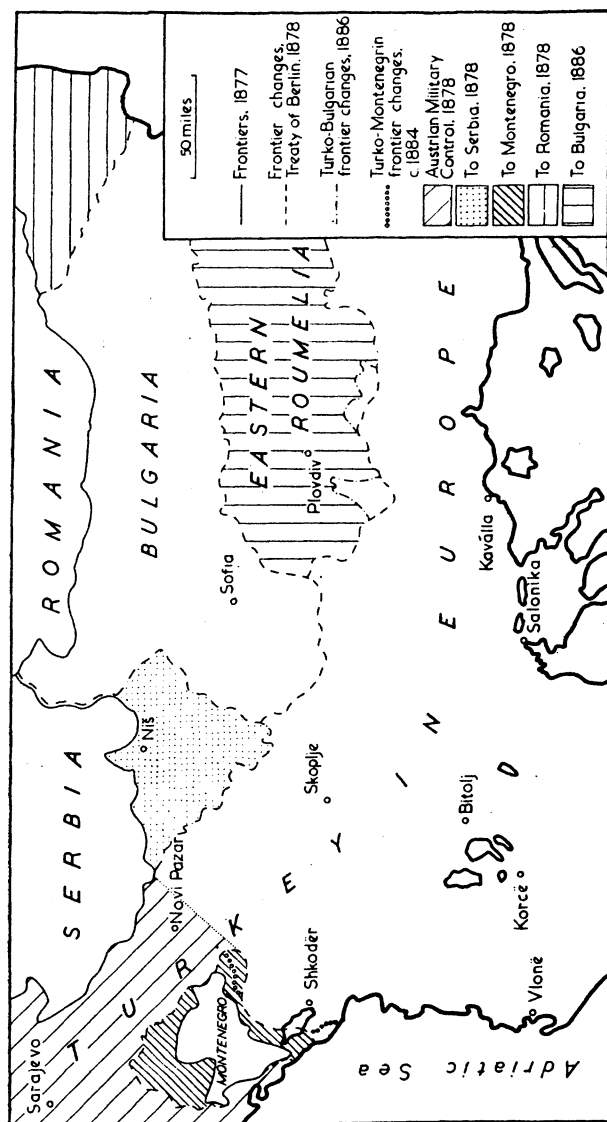 ROMANIA
SERBIA
BULGARIA
Niš
Sofia
EASTERN
ROUMELIA
Plovdiv
Sarajevo
Novi Pazar
MONTENEGRO
Shkodër
Skoplje
TURKEY IN EUROPE
Bitolj
Korcë
Vlonë
Kaválla
Salonika
Adriatic Sea
50 miles
Frontiers, 1877
Frontier changes,
Treaty of Berlin, 1878
Turko-Bulgarian
frontier changes, 1886
Turko-Montenegrin
frontier changes,
c. 1884
Austrian Military
Control. 1878
To Serbia. 1878
To Montenegro. 1878
To Romania. 1878
To Bulgaria. 1886